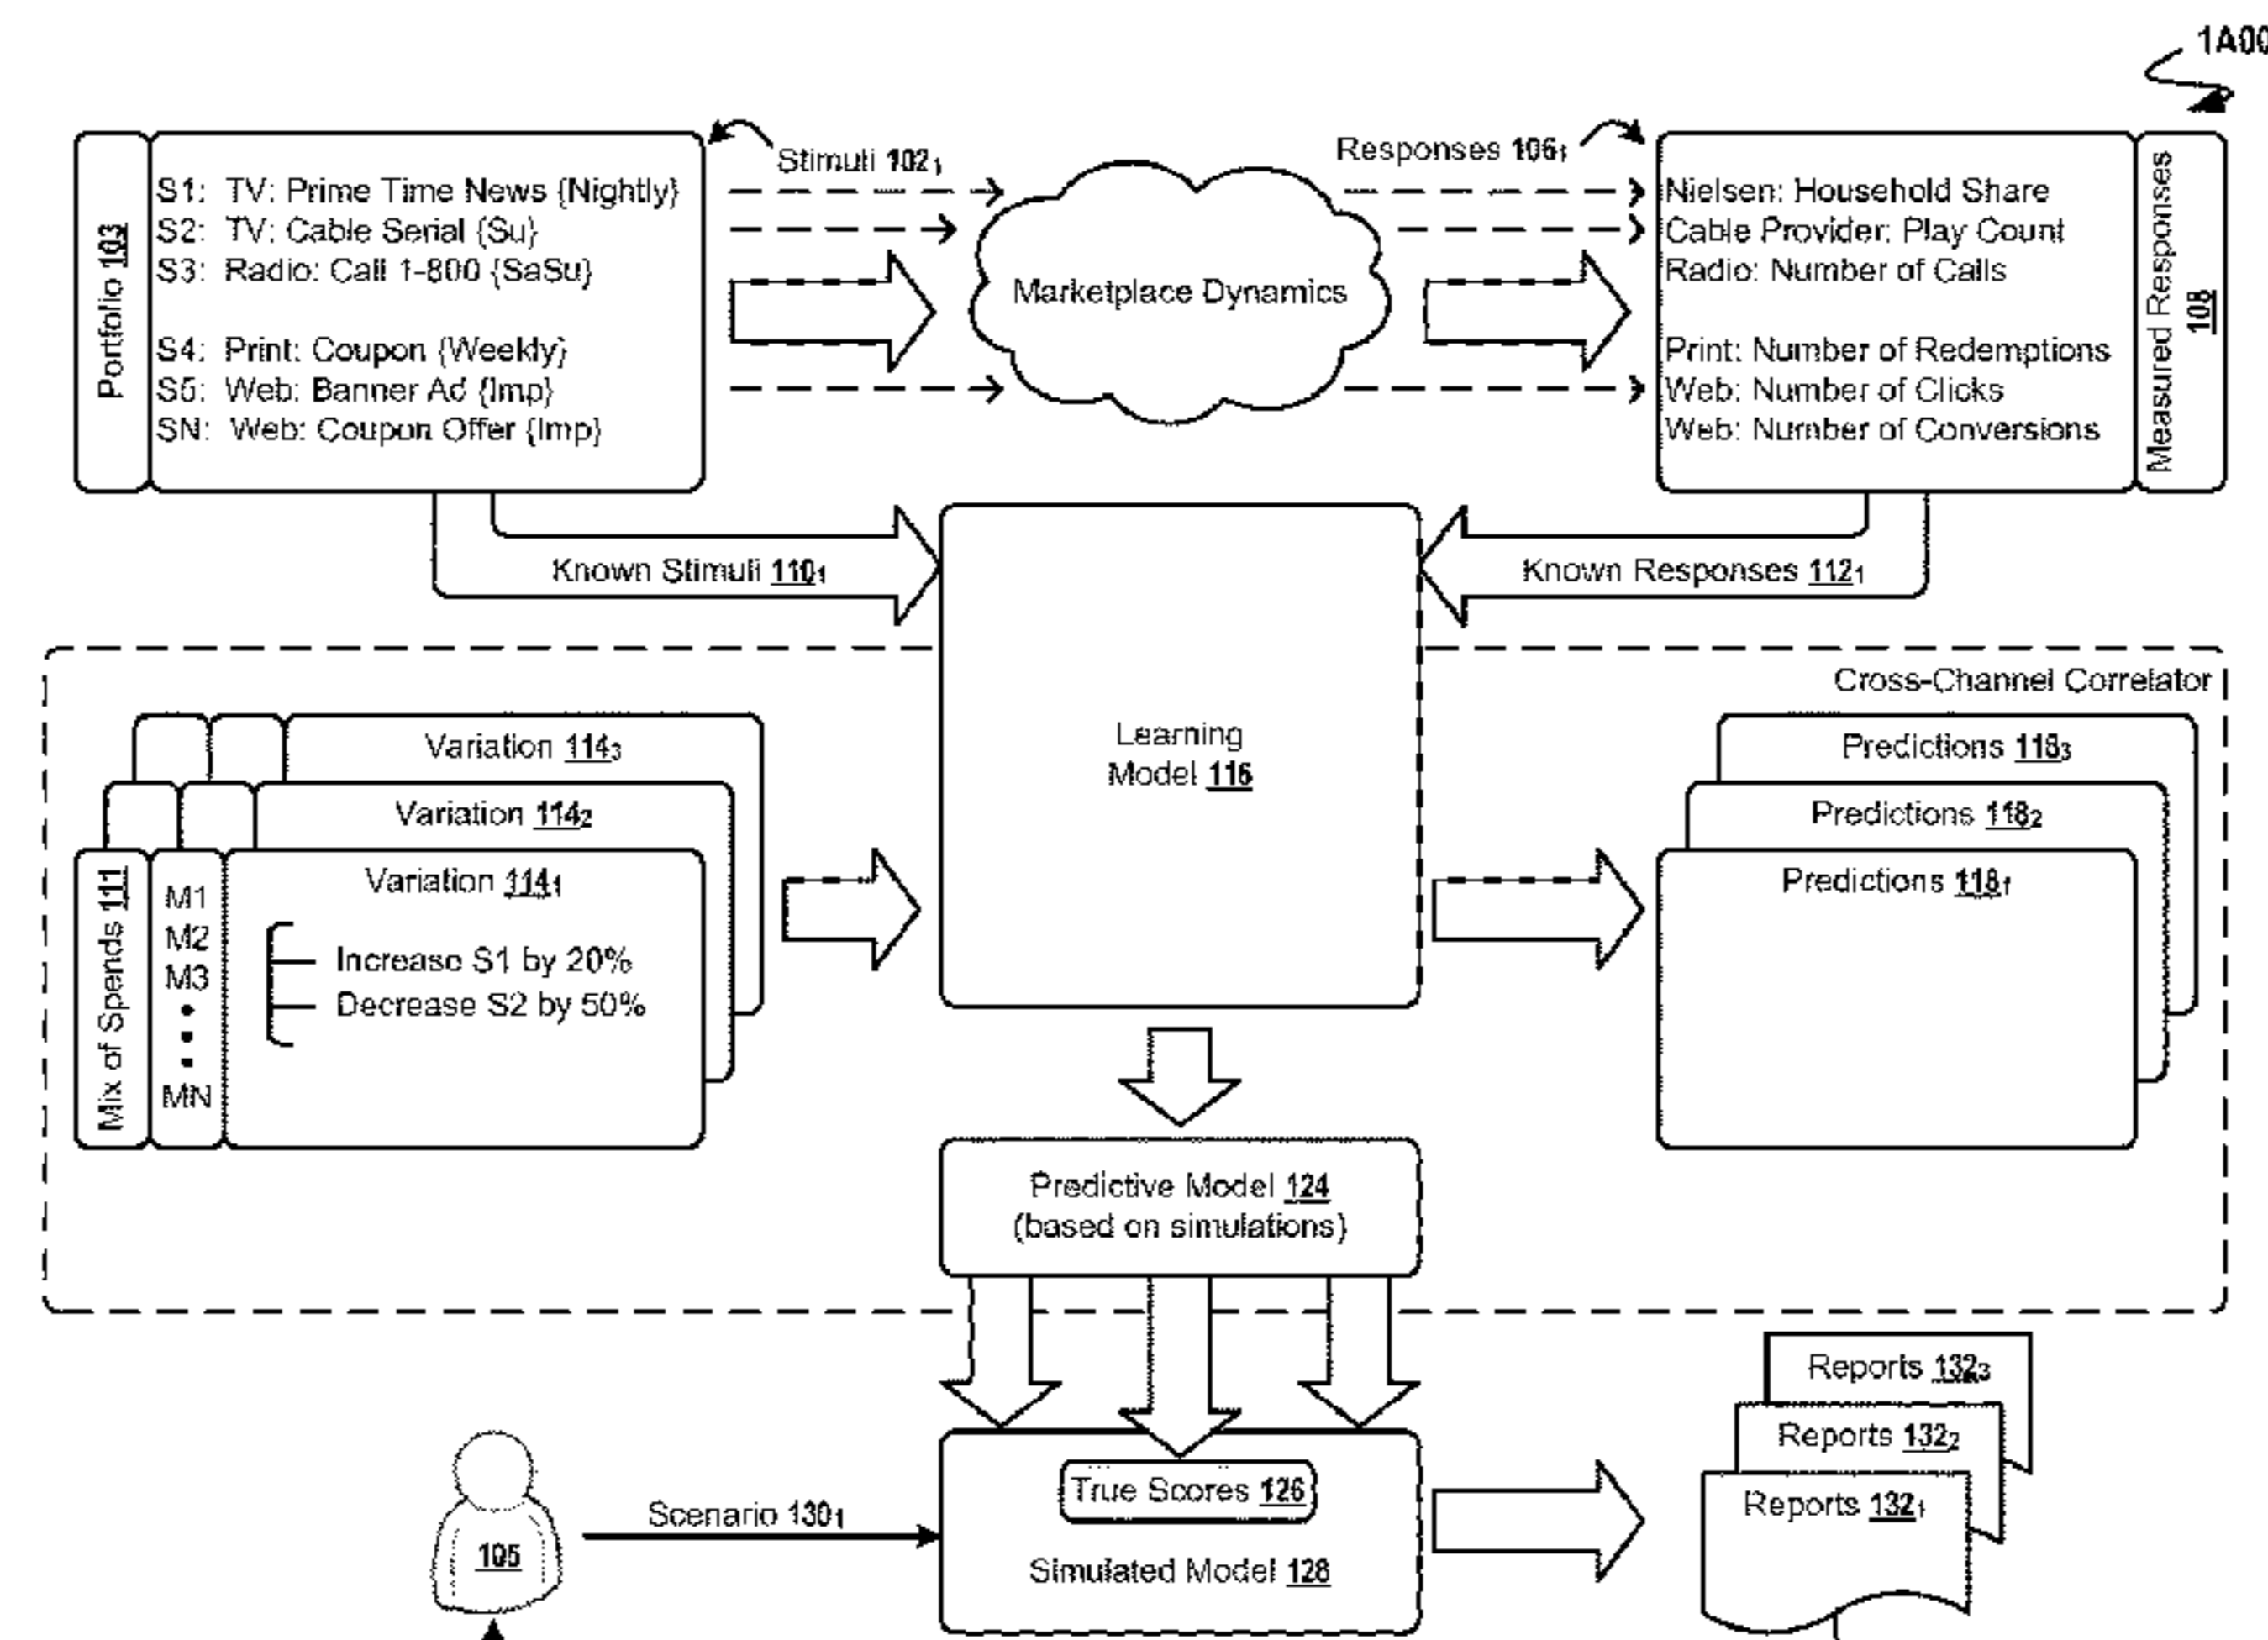 1A00
Stimuli 102₁
Responses 106₁
Portfolio 103
S1: TV: Prime Time News {Nightly}
S2: TV: Cable Serial {Su}
S3: Radio: Call 1-800 {SaSu}
S4: Print: Coupon {Weekly}
S5: Web: Banner Ad {Imp}
SN: Web: Coupon Offer {Imp}
Marketplace Dynamics
Nielsen: Household Share
Cable Provider: Play Count
Radio: Number of Calls
Print: Number of Redemptions
Web: Number of Clicks
Web: Number of Conversions
Measured Responses
108
Known Stimuli 110₁
Known Responses 112₁
Cross-Channel Correlator
Variation 114₃
Variation 114₂
Variation 114₁
Mix of Spends 111
M1
M2
M3
MN
Increase S1 by 20%
Decrease S2 by 50%
Learning
Model 116
Predictions 118₃
Predictions 118₂
Predictions 118₁
Predictive Model 124
(based on simulations)
Reports 132₃
Reports 132₂
Reports 132₁
105
Scenario 130₁
True Scores 126
Simulated Model 128